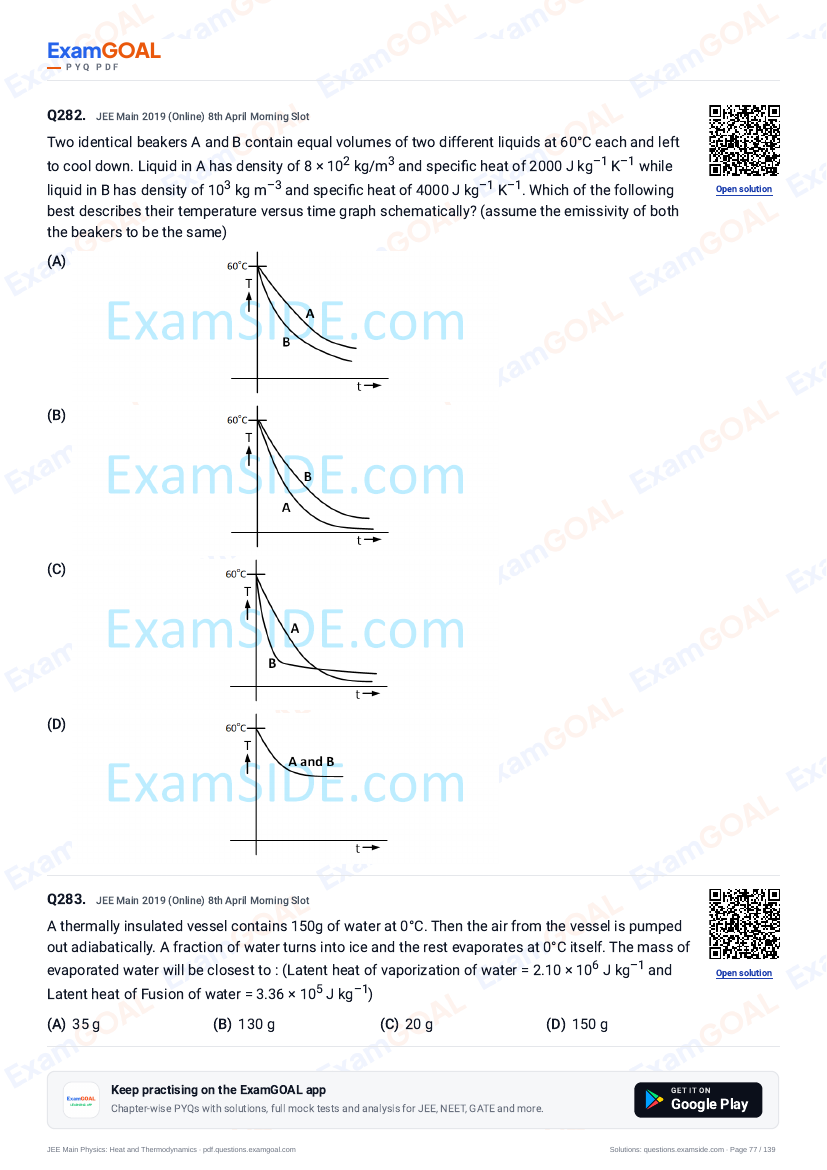 ExamGOAL
PYQ PDF
Q282. JEE Main 2019 (Online) 8th April Morning Slot
Two identical beakers A and B contain equal volumes of two different liquids at 60°C each and left
to cool down. Liquid in A has density of 8 × 10² kg/m³ and specific heat of 2000 J kg⁻¹ K⁻¹ while
liquid in B has density of 10³ kg m⁻³ and specific heat of 4000 J kg⁻¹ K⁻¹. Which of the following
best describes their temperature versus time graph schematically? (assume the emissivity of both
the beakers to be the same)
Open solution
(A)
60°C
T
A
B
t
ExamSIDE.com
(B)
60°C
T
B
A
t
ExamSIDE.com
(C)
60°C
T
A
B
t
ExamSIDE.com
(D)
60°C
T
A and B
t
ExamSIDE.com
Q283. JEE Main 2019 (Online) 8th April Morning Slot
A thermally insulated vessel contains 150g of water at 0°C. Then the air from the vessel is pumped
out adiabatically. A fraction of water turns into ice and the rest evaporates at 0°C itself. The mass of
evaporated water will be closest to : (Latent heat of vaporization of water = 2.10 × 10⁶ J kg⁻¹ and
Latent heat of Fusion of water = 3.36 × 10⁵ J kg⁻¹)
Open solution
(A) 35 g (B) 130 g (C) 20 g (D) 150 g
ExamGOAL
Keep practising on the ExamGOAL app
Chapter-wise PYQs with solutions, full mock tests and analysis for JEE, NEET, GATE and more.
GET IT ON
Google Play
JEE Main Physics: Heat and Thermodynamics · pdf.questions.examgoal.com
Solutions: questions.examside.com · Page 77 / 139